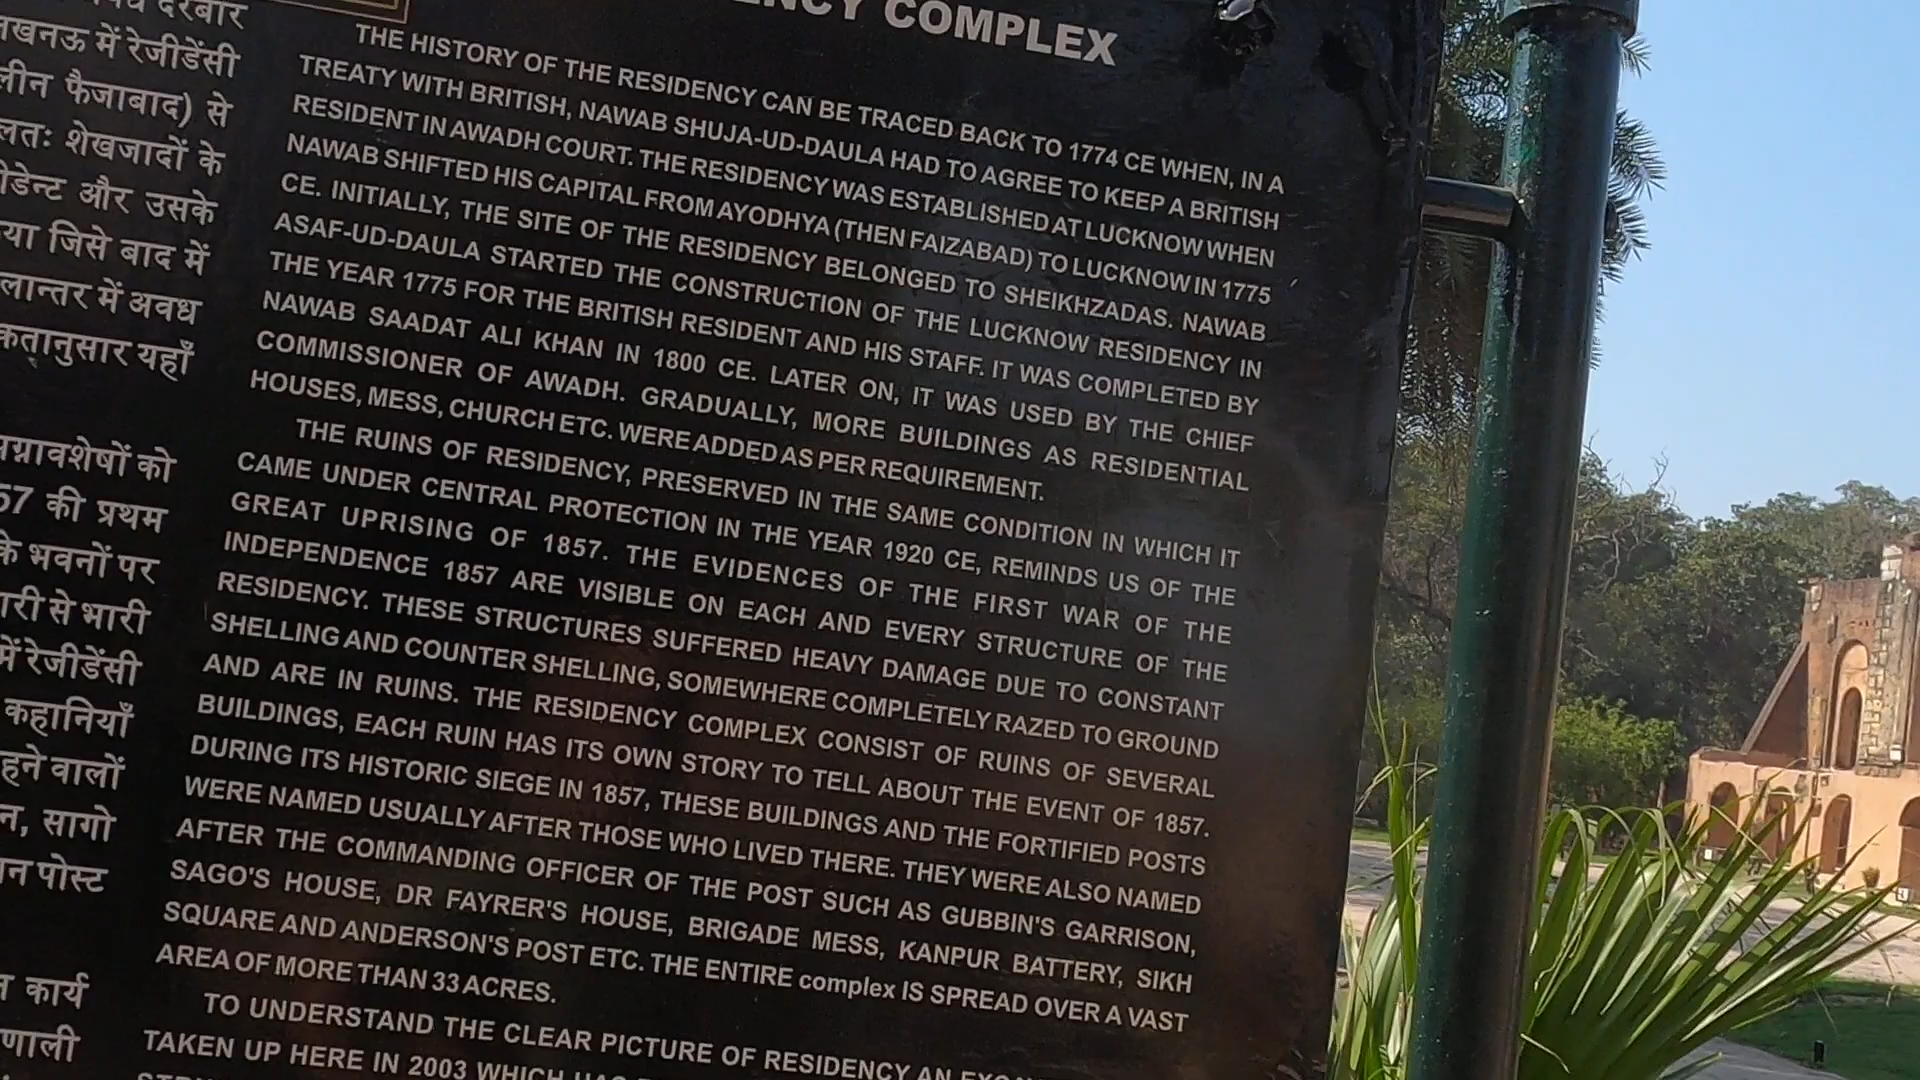 दरबार
में रेजीडेंसी
फैजाबाद) से
शेखजादों के
और उसके
जिसे बाद में
में अवध
यहाँ
को
57 की प्रथम
के भवनों पर
से भारी
में रेजीडेंसी
कहानियाँ
वालों
सागो
पोस्ट
कार्य
COMPLEX
THE HISTORY OF THE RESIDENCY CAN BE TRACED BACK TO 1774 CE WHEN, IN A
TREATY WITH BRITISH, NAWAB SHUJA-UD-DAULA HAD TO AGREE TO KEEP A BRITISH
RESIDENT IN AWADH COURT. THE RESIDENCY WAS ESTABLISHED AT LUCKNOW WHEN
NAWAB SHIFTED HIS CAPITAL FROM AYODHYA (THEN FAIZABAD) TO LUCKNOW IN 1775
CE. INITIALLY, THE SITE OF THE RESIDENCY BELONGED TO SHEIKHZADAS. NAWAB
ASAF-UD-DAULA STARTED THE CONSTRUCTION OF THE LUCKNOW RESIDENCY IN
THE YEAR 1775 FOR THE BRITISH RESIDENT AND HIS STAFF. IT WAS COMPLETED BY
NAWAB SAADAT ALI KHAN IN 1800 CE. LATER ON, IT WAS USED BY THE CHIEF
COMMISSIONER OF AWADH. GRADUALLY, MORE BUILDINGS AS RESIDENTIAL
HOUSES, MESS, CHURCH ETC. WERE ADDED AS PER REQUIREMENT.
THE RUINS OF RESIDENCY, PRESERVED IN THE SAME CONDITION IN WHICH IT
CAME UNDER CENTRAL PROTECTION IN THE YEAR 1920 CE, REMINDS US OF THE
GREAT UPRISING OF 1857. THE EVIDENCES OF THE FIRST WAR OF THE
INDEPENDENCE 1857 ARE VISIBLE ON EACH AND EVERY STRUCTURE OF THE
RESIDENCY. THESE STRUCTURES SUFFERED HEAVY DAMAGE DUE TO CONSTANT
SHELLING AND COUNTER SHELLING, SOMEWHERE COMPLETELY RAZED TO GROUND
AND ARE IN RUINS. THE RESIDENCY COMPLEX CONSIST OF RUINS OF SEVERAL
BUILDINGS, EACH RUIN HAS ITS OWN STORY TO TELL ABOUT THE EVENT OF 1857.
DURING ITS HISTORIC SIEGE IN 1857, THESE BUILDINGS AND THE FORTIFIED POSTS
WERE NAMED USUALLY AFTER THOSE WHO LIVED THERE. THEY WERE ALSO NAMED
AFTER THE COMMANDING OFFICER OF THE POST SUCH AS GUBBIN'S GARRISON,
SAGO'S HOUSE, DR FAYRER'S HOUSE, BRIGADE MESS, KANPUR BATTERY, SIKH
SQUARE AND ANDERSON'S POST ETC. THE ENTIRE complex IS SPREAD OVER A VAST
AREA OF MORE THAN 33 ACRES.
TO UNDERSTAND THE CLEAR PICTURE OF RESIDENCY AN
TAKEN UP HERE IN 2003 WHICH